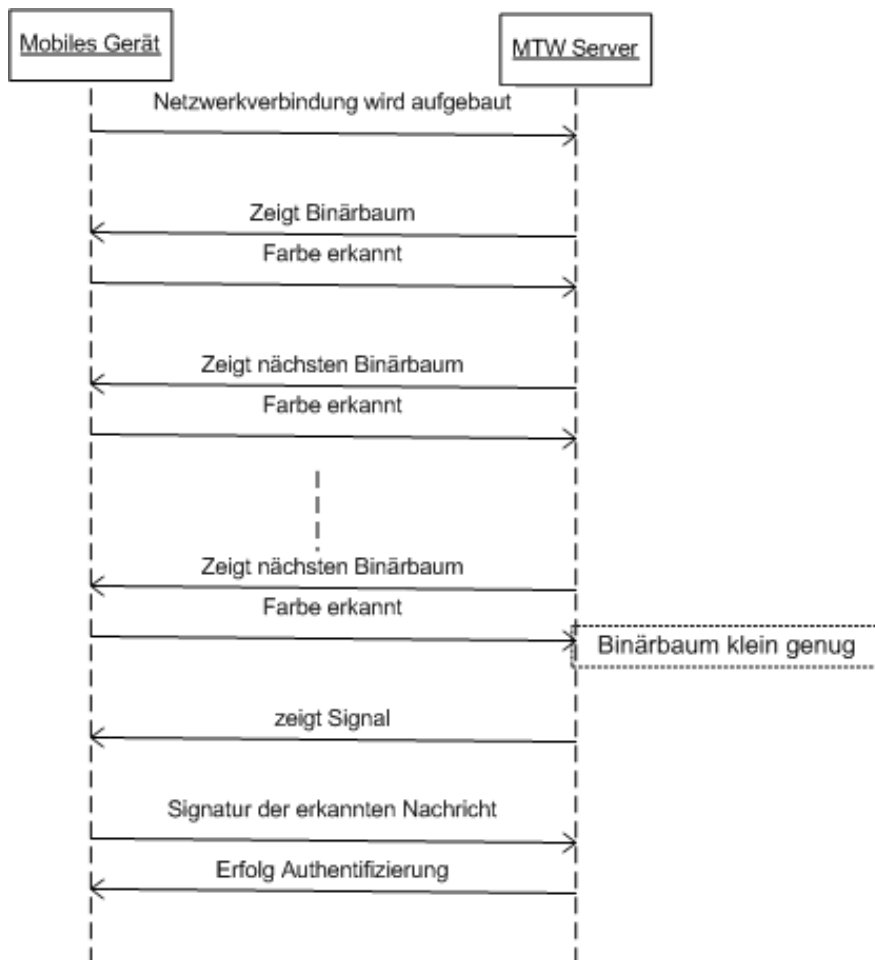 Mobiles Gerät
MTW Server
Netzwerkverbindung wird aufgebaut
Zeigt Binärbaum
Farbe erkannt
Zeigt nächsten Binärbaum
Farbe erkannt
Zeigt nächsten Binärbaum
Farbe erkannt
Binärbaum klein genug
zeigt Signal
Signatur der erkannten Nachricht
Erfolg Authentifizierung